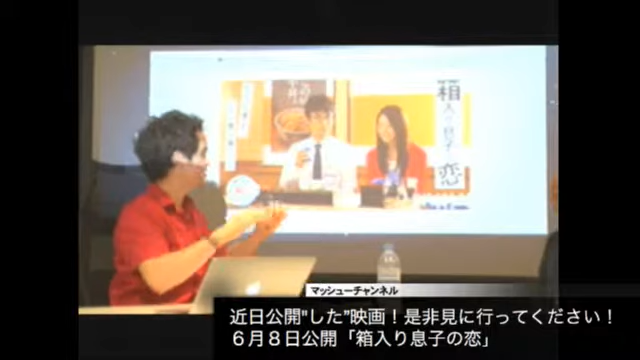 箱入り息子の恋
マッシューチャンネル
近日公開"した"映画！是非見に行ってください！
６月８日公開「箱入り息子の恋」